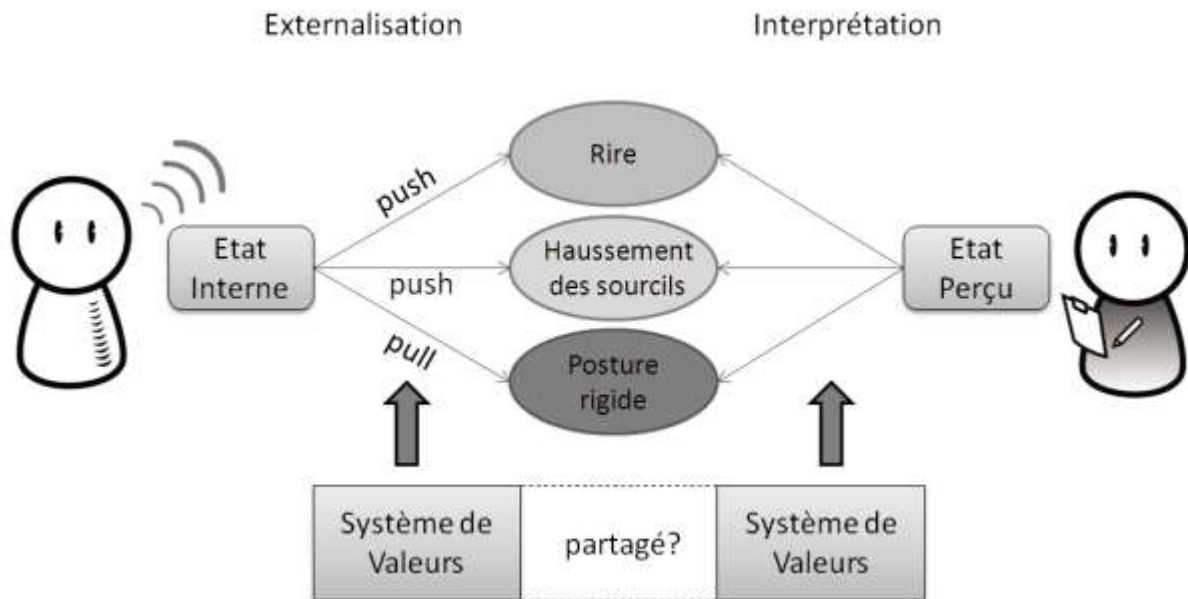 Externalisation
Interprétation
Rire
push
Etat
Interne
push
Haussement
des sourcils
Etat
Perçu
pull
Posture
rigide
Système de
Valeurs
partagé?
Système de
Valeurs